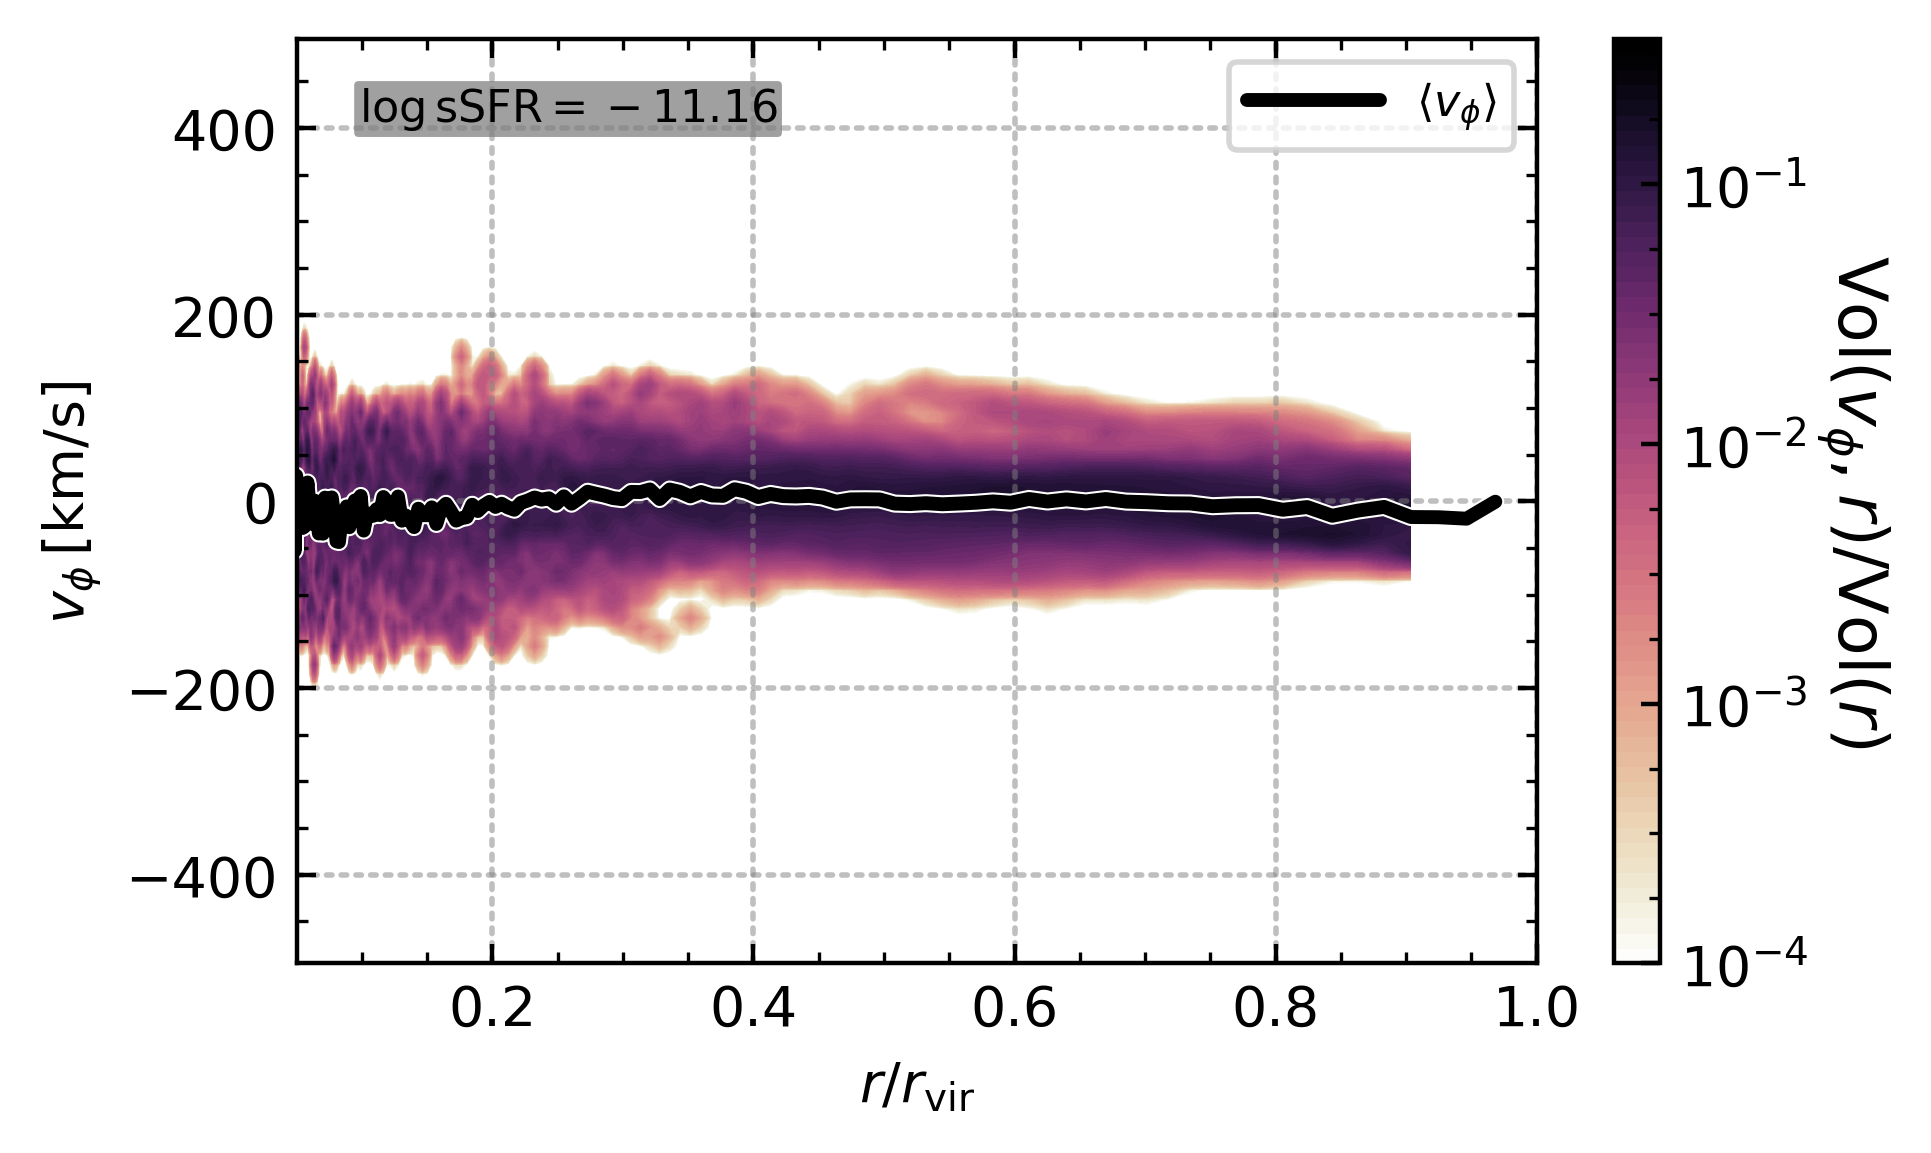 log sSFR = − 11.16
⟨v_ϕ⟩
400
200
0
−200
−400
v_ϕ [km/s]
0.2 0.4 0.6 0.8 1.0
r/r_vir
10⁻¹
10⁻²
10⁻³
10⁻⁴
Vol(v_ϕ, r)/Vol(r)